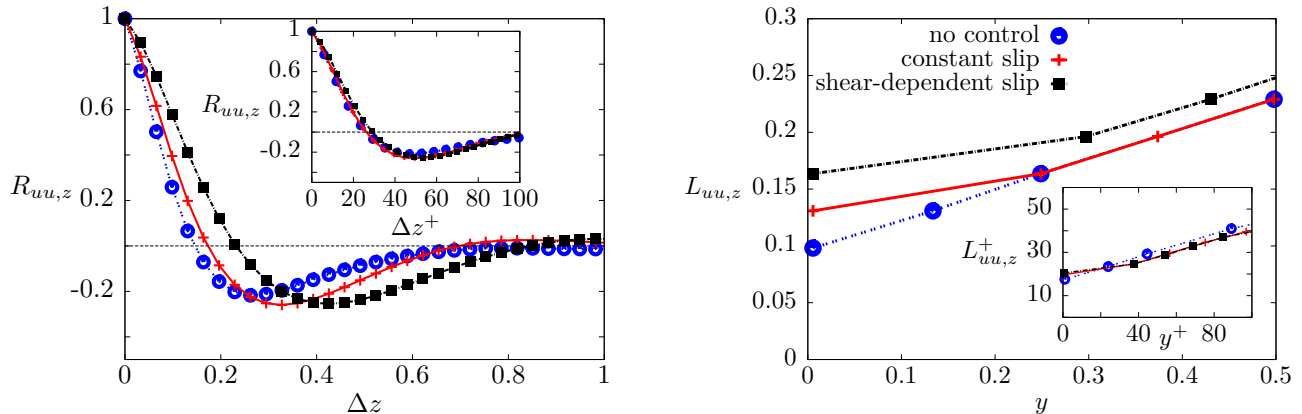 1
0.6
R_{uu,z}
0.2
-0.2
0 0.2 0.4 0.6 0.8 1
Δz
1
0.6
R_{uu,z}
0.2
-0.2
0 20 40 60 80 100
Δz^+
no control
constant slip
shear-dependent slip
0.3
0.25
0.2
L_{uu,z}
0.15
0.1
0.05
0
0 0.1 0.2 0.3 0.4 0.5
y
50
L^+_{uu,z}
30
10
0 40 y^+ 80